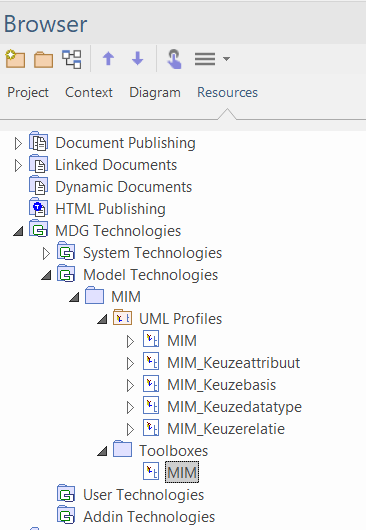 Browser
Project Context Diagram Resources
Document Publishing
Linked Documents
Dynamic Documents
HTML Publishing
MDG Technologies
System Technologies
Model Technologies
MIM
UML Profiles
MIM
MIM_Keuzeattribuut
MIM_Keuzebasis
MIM_Keuzedatatype
MIM_Keuzerelatie
Toolboxes
MIM
User Technologies
Addin Technologies